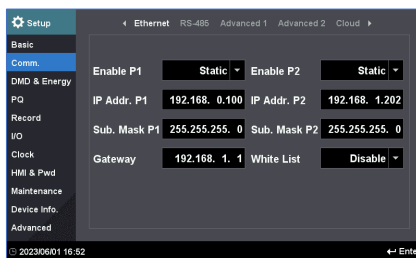 Setup
Ethernet RS-485 Advanced 1 Advanced 2 Cloud
Basic
Comm.
DMD & Energy
PQ
Record
I/O
Clock
HMI & Pwd
Maintenance
Device Info.
Advanced
Enable P1 Static Enable P2 Static
IP Addr. P1 192.168. 0.100 IP Addr. P2 192.168. 1.202
Sub. Mask P1 255.255.255. 0 Sub. Mask P2 255.255.255. 0
Gateway 192.168. 1. 1 White List Disable
2023/06/01 16:52 Ente